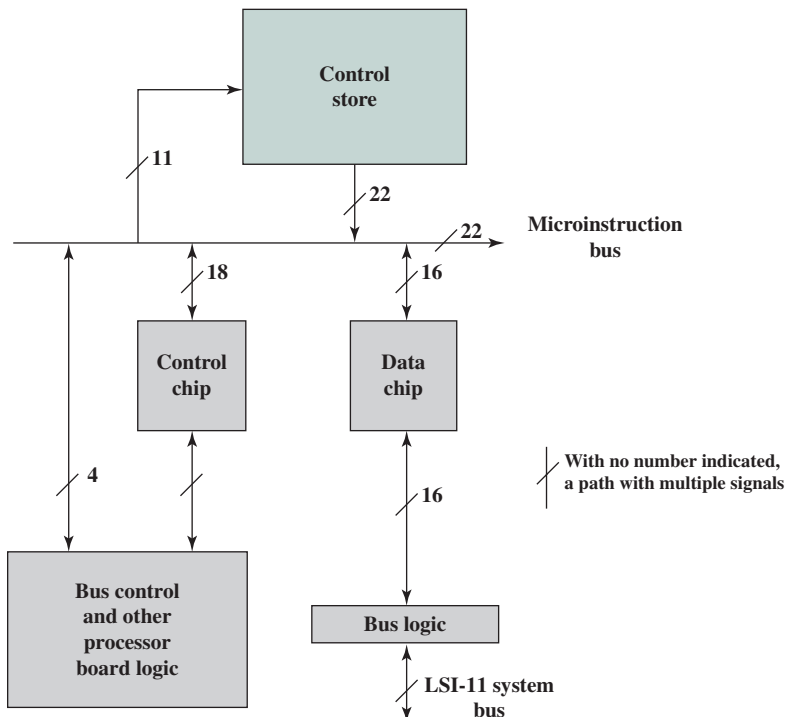 Control
store
11
22
22
Microinstruction
bus
18
16
Control
chip
Data
chip
With no number indicated,
a path with multiple signals
4
16
Bus control
and other
processor
board logic
Bus logic
LSI-11 system
bus